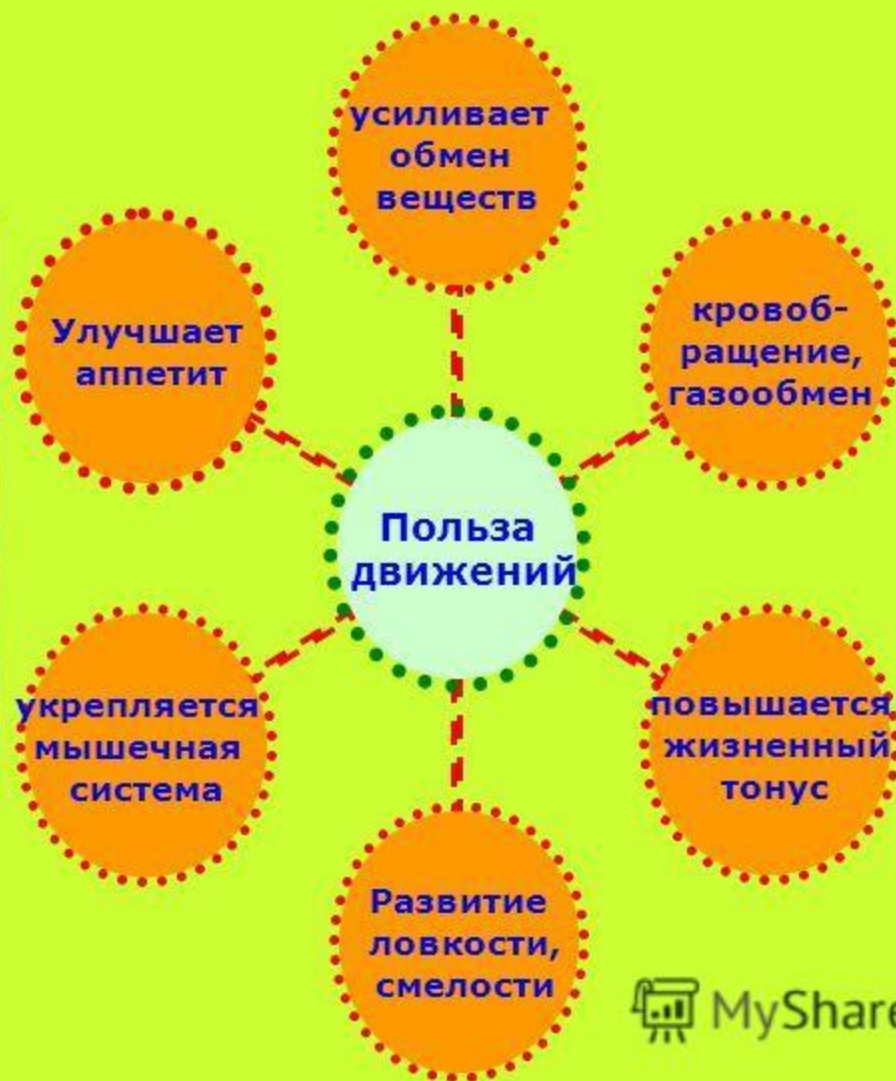 усиливает
обмен
веществ
Улучшает
аппетит
кровоб-
ращение,
газообмен
Польза
движений
укрепляется
мышечная
система
повышается
жизненный
тонус
Развитие
ловкости,
смелости
MyShare